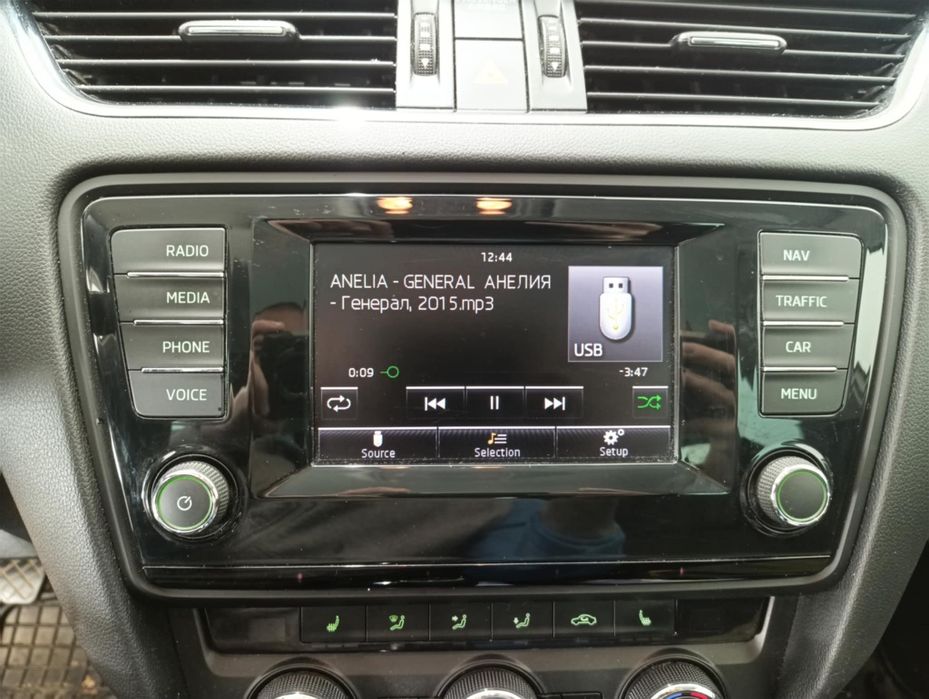 12:44
RADIO
MEDIA
PHONE
VOICE
ANELIA - GENERAL АНЕЛИЯ
- Генерал, 2015.mp3
USB
0:09
-3:47
Source
Selection
Setup
NAV
TRAFFIC
CAR
MENU